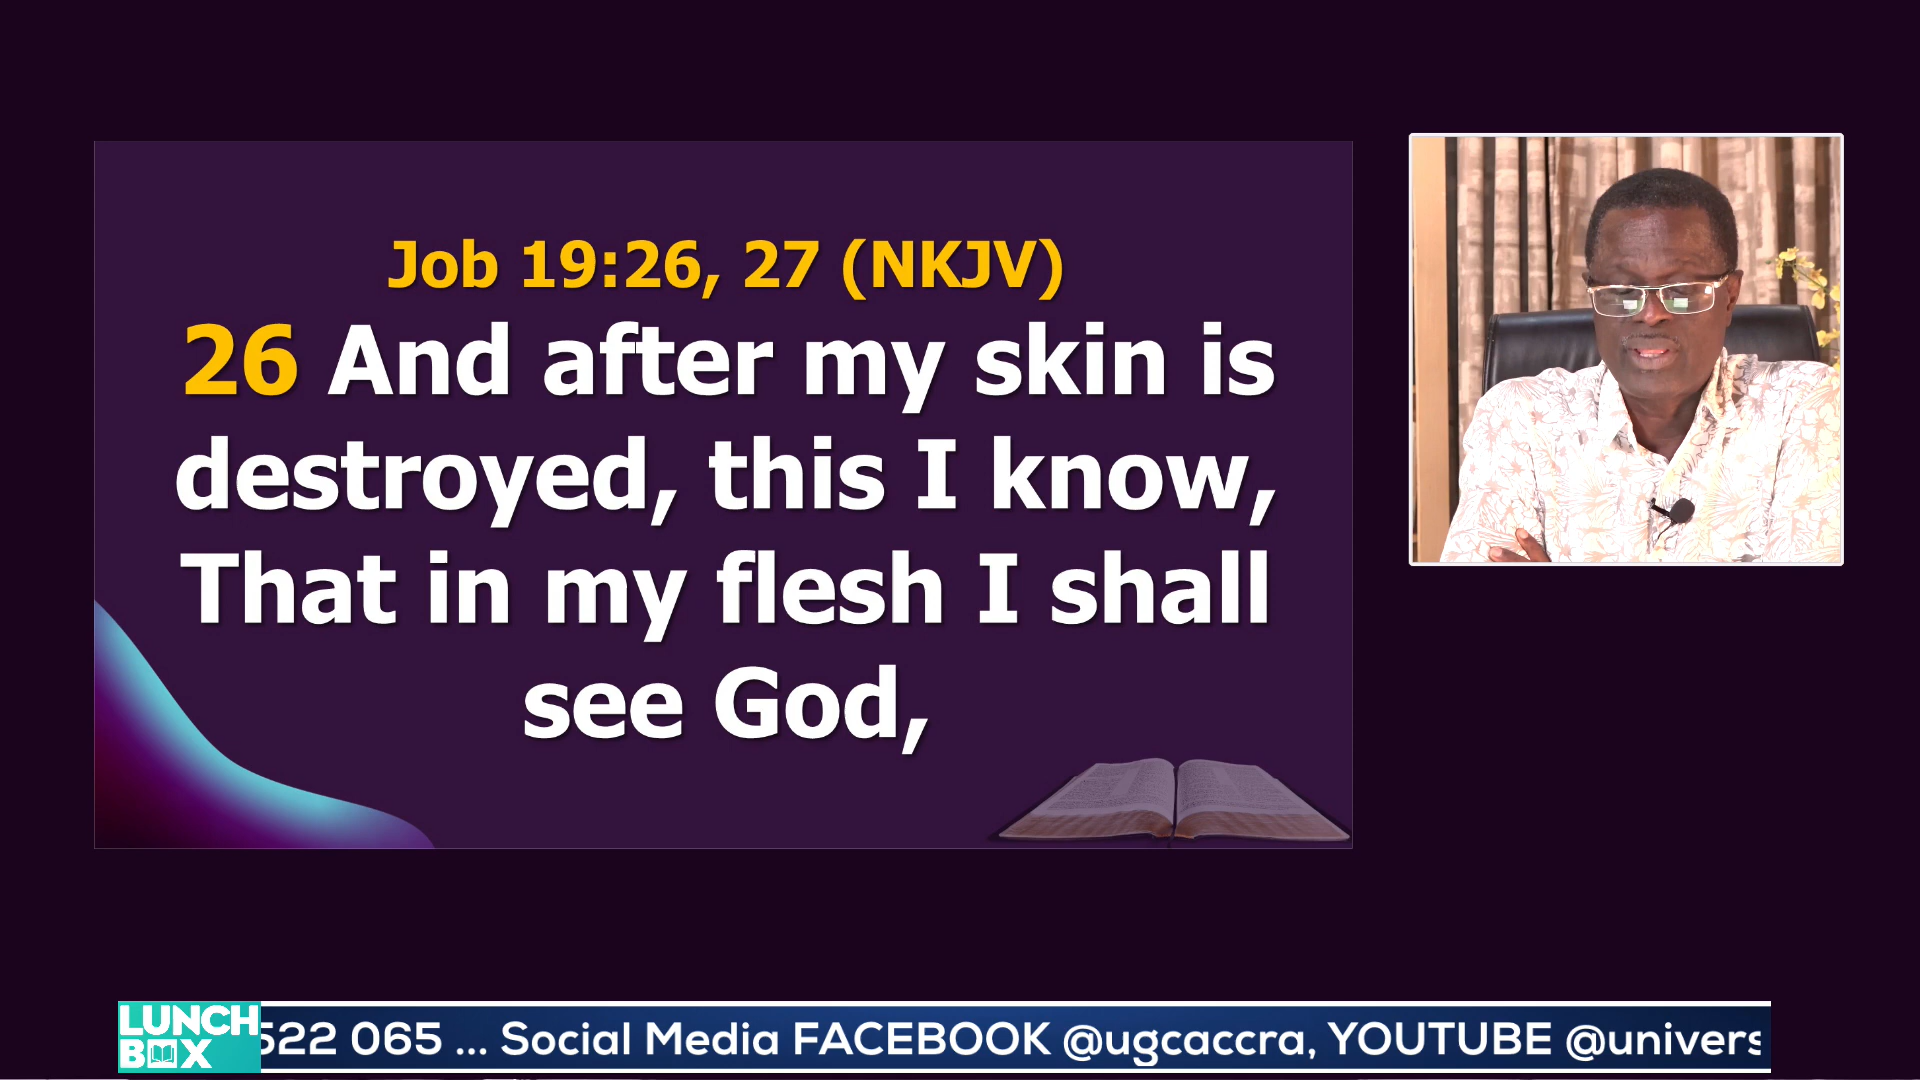 Job 19:26, 27 (NKJV)
26 And after my skin is
destroyed, this I know,
That in my flesh I shall
see God,
LUNCH
BOX
522 065 ... Social Media FACEBOOK @ugcaccra, YOUTUBE @univers